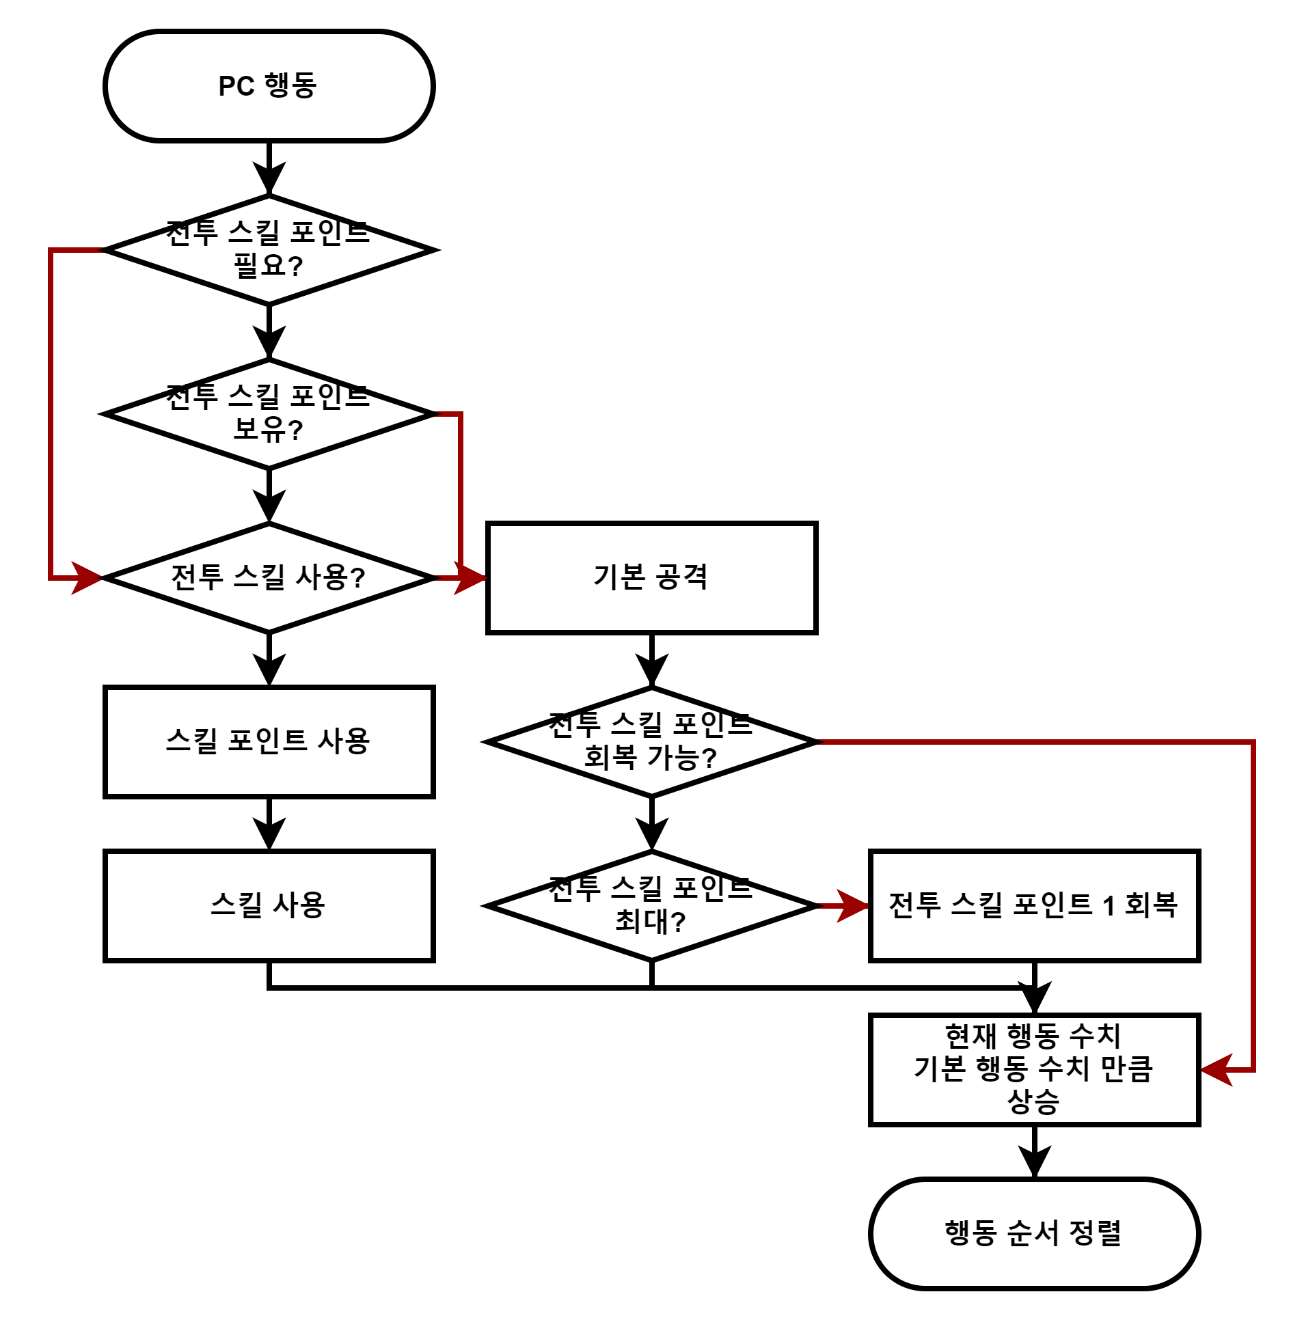 PC 행동
전투 스킬 포인트
필요?
전투 스킬 포인트
보유?
전투 스킬 사용?
기본 공격
스킬 포인트 사용
전투 스킬 포인트
회복 가능?
스킬 사용
전투 스킬 포인트
최대?
전투 스킬 포인트 1 회복
현재 행동 수치
기본 행동 수치 만큼
상승
행동 순서 정렬